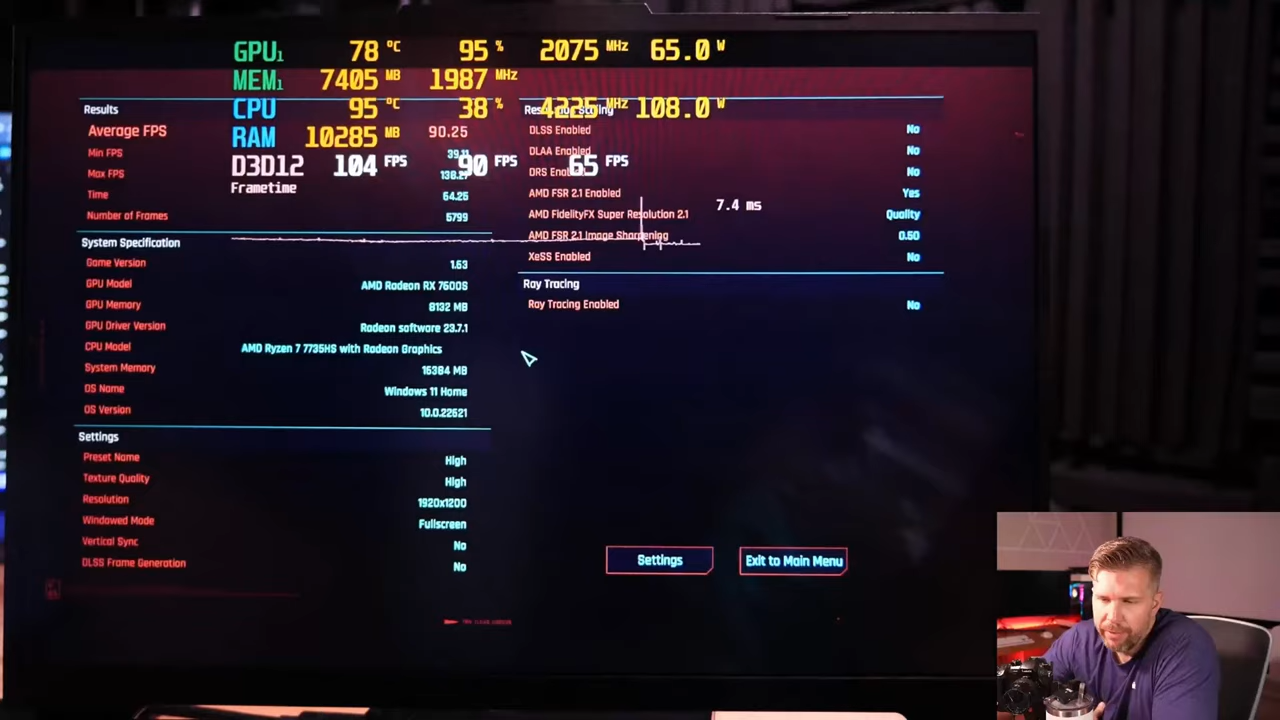 GPU1 78 °C 95 % 2075 MHz 65.0 W
MEM1 7405 MB 1987 MHz
CPU 95 °C 38 % 4225 MHz 108.0 W
RAM 10285 MB
D3D12 104 FPS 90 FPS 65 FPS
Frametime
7.4 ms
Results
Average FPS 90.25
Min FPS
Max FPS
Time 64.25
Number of Frames 5799
System Specification
Game Version 1.63
GPU Model AMD Radeon RX 7600S
GPU Memory 8132 MB
GPU Driver Version Radeon software 23.7.1
CPU Model AMD Ryzen 7 7735HS with Radeon Graphics
System Memory 16384 MB
OS Name Windows 11 Home
OS Version 10.0.22621
Settings
Preset Name High
Texture Quality High
Resolution 1920x1200
Windowed Mode Fullscreen
Vertical Sync No
DLSS Frame Generation No
Resolution Scaling
DLSS Enabled No
DLAA Enabled No
DRS Enabled No
AMD FSR 2.1 Enabled Yes
AMD FidelityFX Super Resolution 2.1 Quality
AMD FSR 2.1 Image Sharpening 0.50
XeSS Enabled No
Ray Tracing
Ray Tracing Enabled No
Settings
Exit to Main Menu